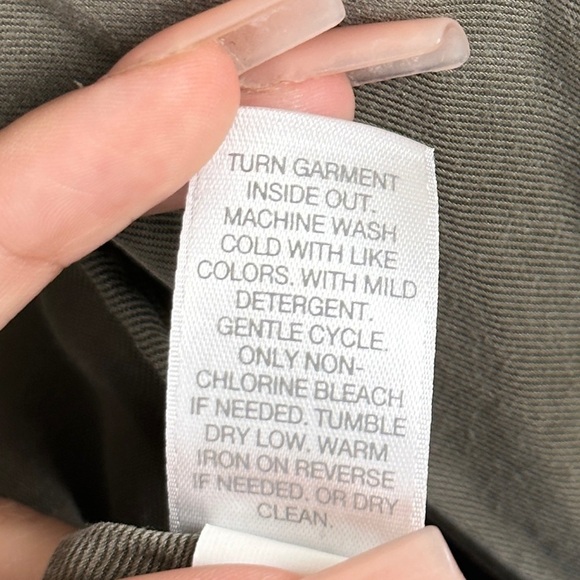 TURN GARMENT
INSIDE OUT.
MACHINE WASH
COLD WITH LIKE
COLORS. WITH MILD
DETERGENT.
GENTLE CYCLE.
ONLY NON-
CHLORINE BLEACH
IF NEEDED. TUMBLE
DRY LOW. WARM
IRON ON REVERSE
IF NEEDED. OR DRY
CLEAN.